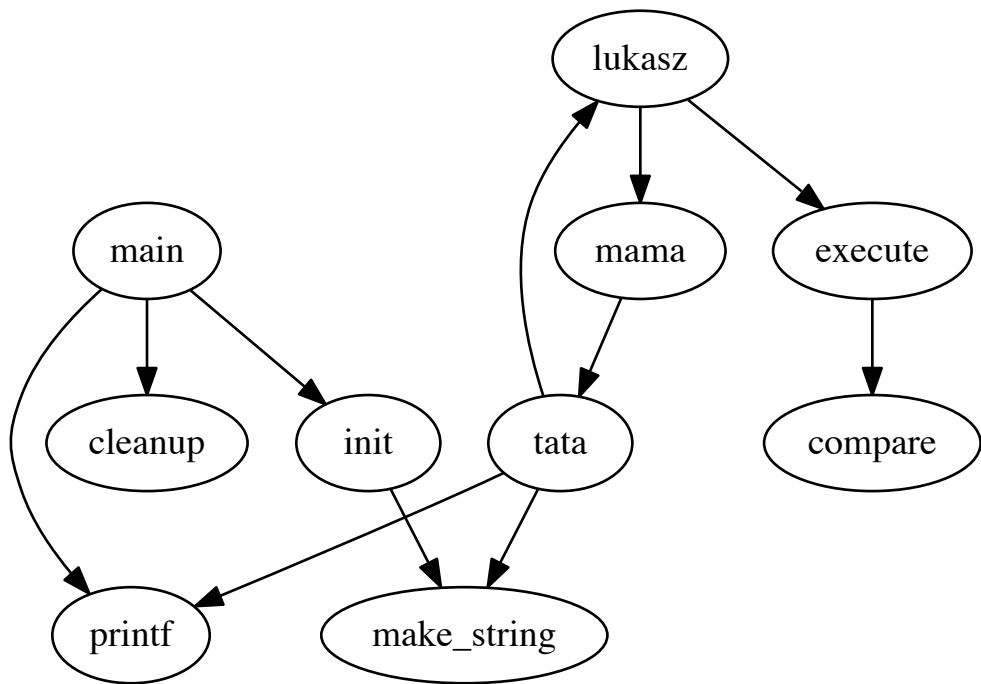 lukasz
main
mama
execute
cleanup
init
tata
compare
printf
make_string